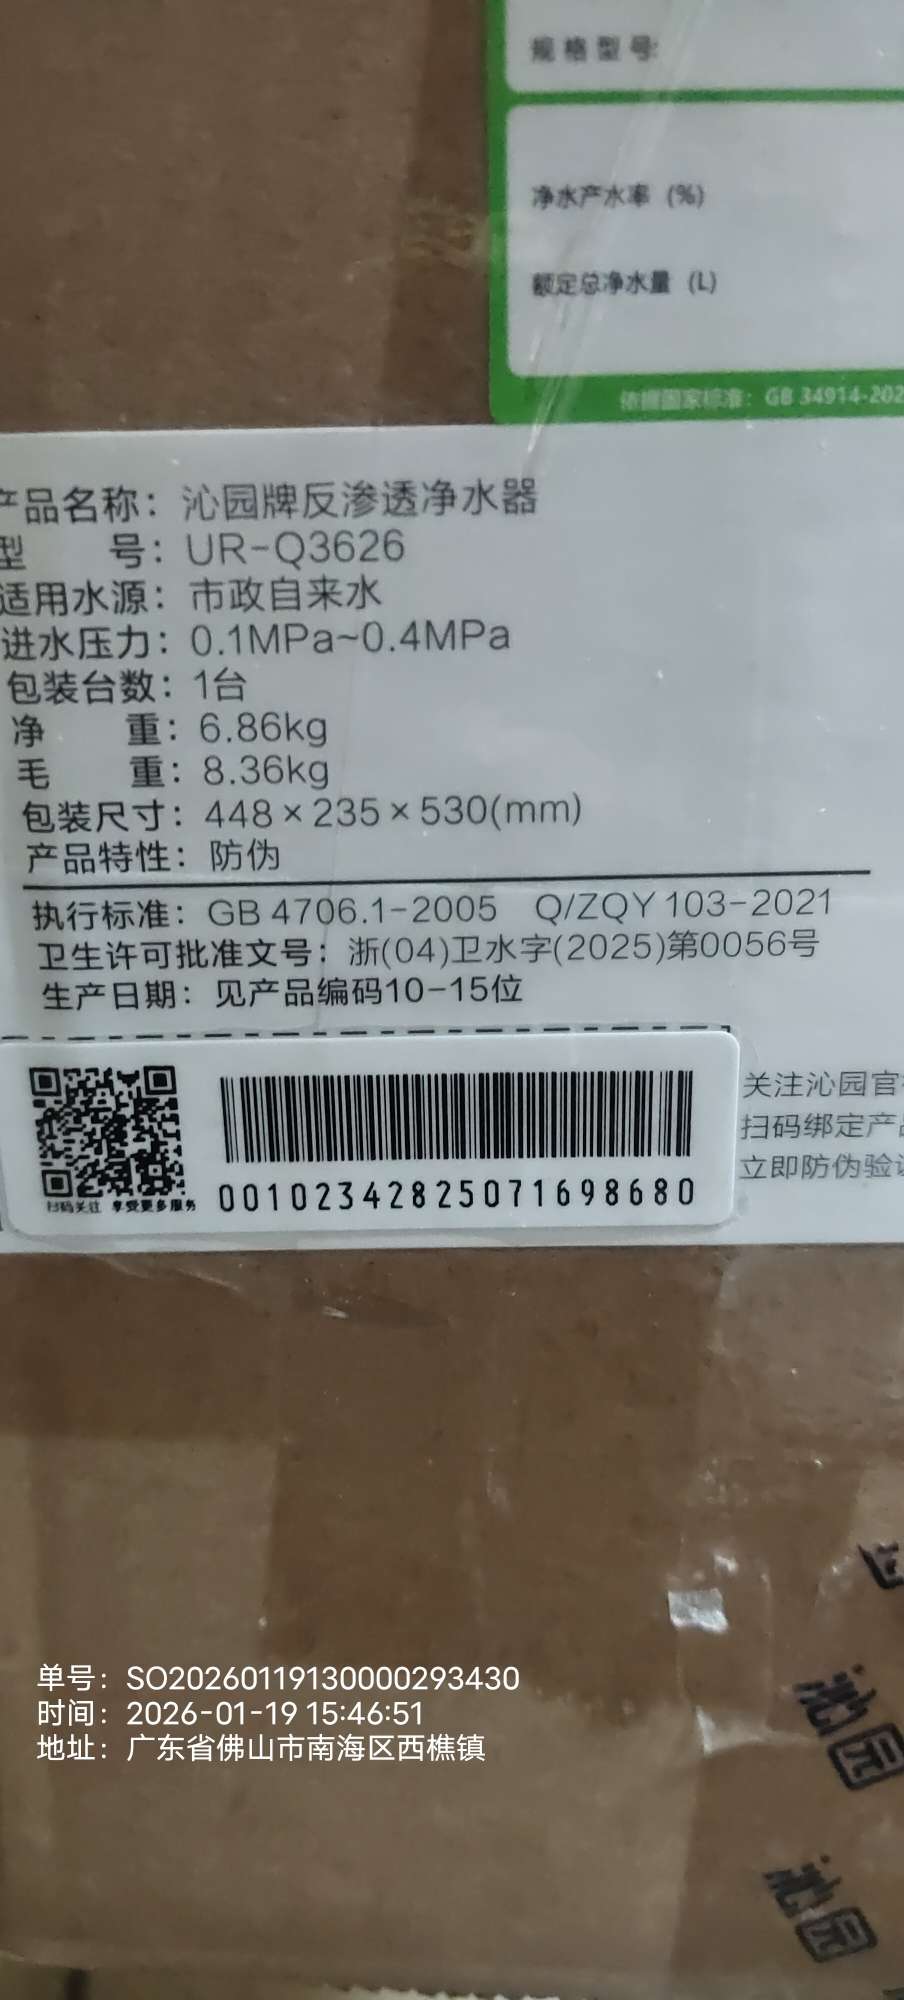 规格型号:
净水产水率 (%)
额定总净水量 (L)
依据国家标准：GB 34914-202
产品名称：沁园牌反渗透净水器
型 号：UR-Q3626
适用水源：市政自来水
进水压力：0.1MPa~0.4MPa
包装台数：1台
净 重：6.86kg
毛 重：8.36kg
包装尺寸：448×235×530(mm)
产品特性：防伪
执行标准：GB 4706.1-2005 Q/ZQY 103-2021
卫生许可批准文号：浙(04)卫水字(2025)第0056号
生产日期：见产品编码10-15位
关注沁园官
扫码绑定产品
立即防伪验证
扫码关注 享受更多服务
00102342825071698680
单号：SO20260119130000293430
时间：2026-01-19 15:46:51
地址：广东省佛山市南海区西樵镇
沁园
沁园